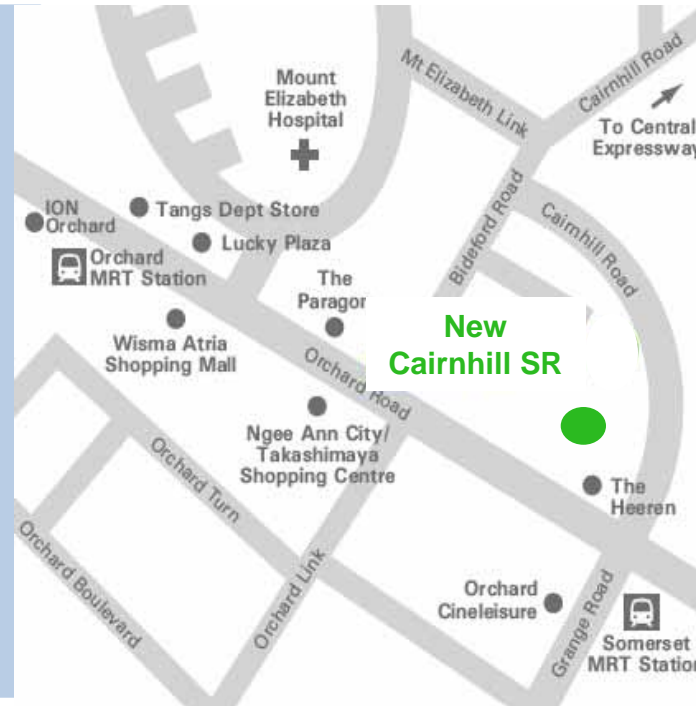 Mt Elizabeth Link
Cairnhill Road
To Central
Expressway
Mount
Elizabeth
Hospital
Bideford Road
Cairnhill Road
ION
Orchard
Tangs Dept Store
Lucky Plaza
Orchard
MRT Station
The
Paragon
Wisma Atria
Shopping Mall
New
Cairnhill SR
Orchard Road
Ngee Ann City/
Takashimaya
Shopping Centre
Orchard Turn
The
Heeren
Orchard Boulevard
Orchard Link
Orchard
Cineleisure
Grange Road
Somerset
MRT Station